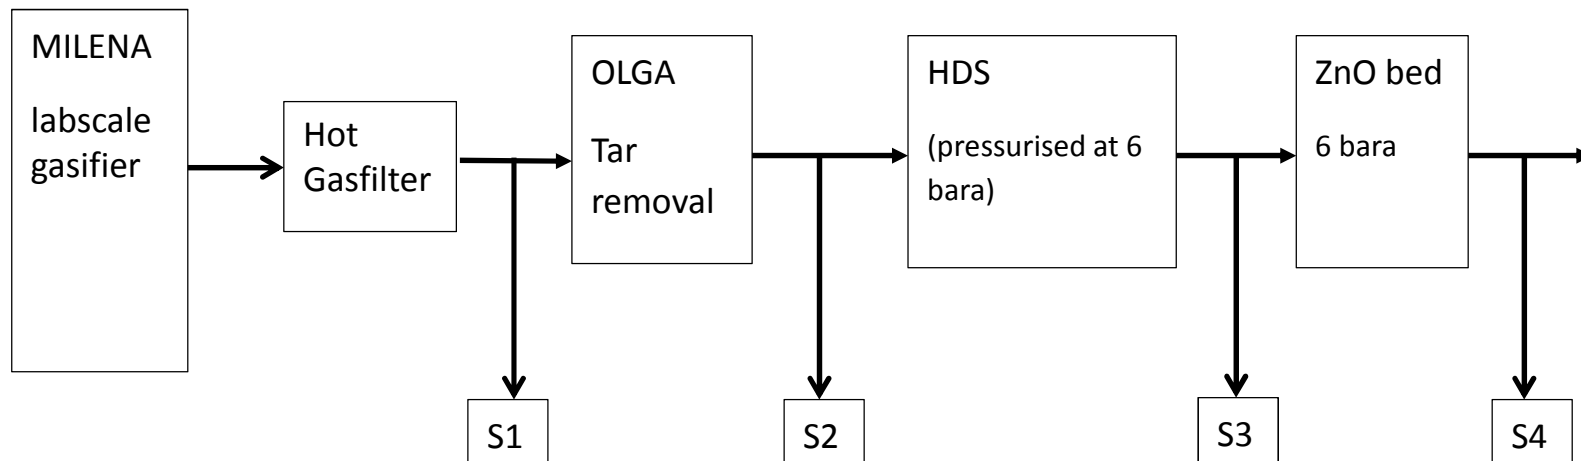 MILENA
labscale
gasifier
Hot
Gasfilter
OLGA
Tar
removal
HDS
(pressurised at 6
bara)
ZnO bed
6 bara
S1
S2
S3
S4